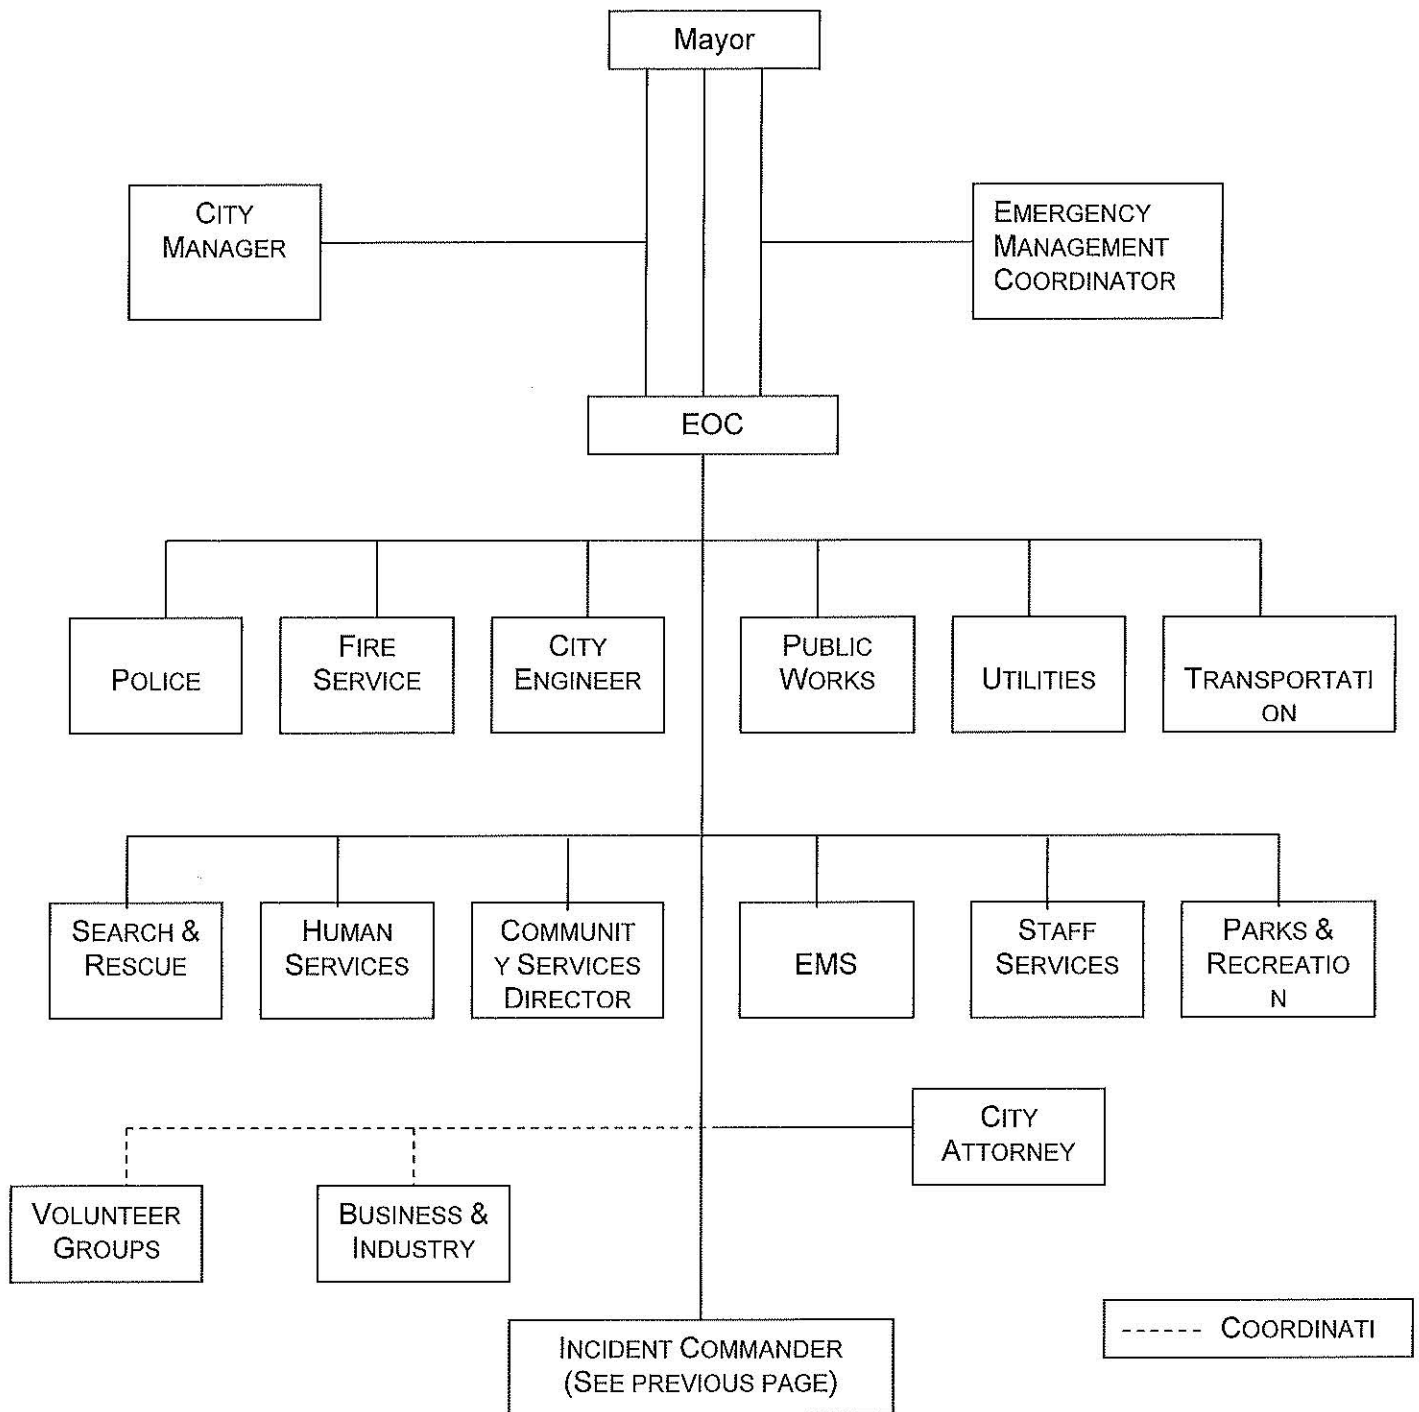 Mayor
CITY
MANAGER
EMERGENCY
MANAGEMENT
COORDINATOR
EOC
POLICE
FIRE
SERVICE
CITY
ENGINEER
PUBLIC
WORKS
UTILITIES
TRANSPORTATI
ON
SEARCH &
RESCUE
HUMAN
SERVICES
COMMUNIT
Y SERVICES
DIRECTOR
EMS
STAFF
SERVICES
PARKS &
RECREATIO
N
CITY
ATTORNEY
VOLUNTEER
GROUPS
BUSINESS &
INDUSTRY
COORDINATI
INCIDENT COMMANDER
(SEE PREVIOUS PAGE)